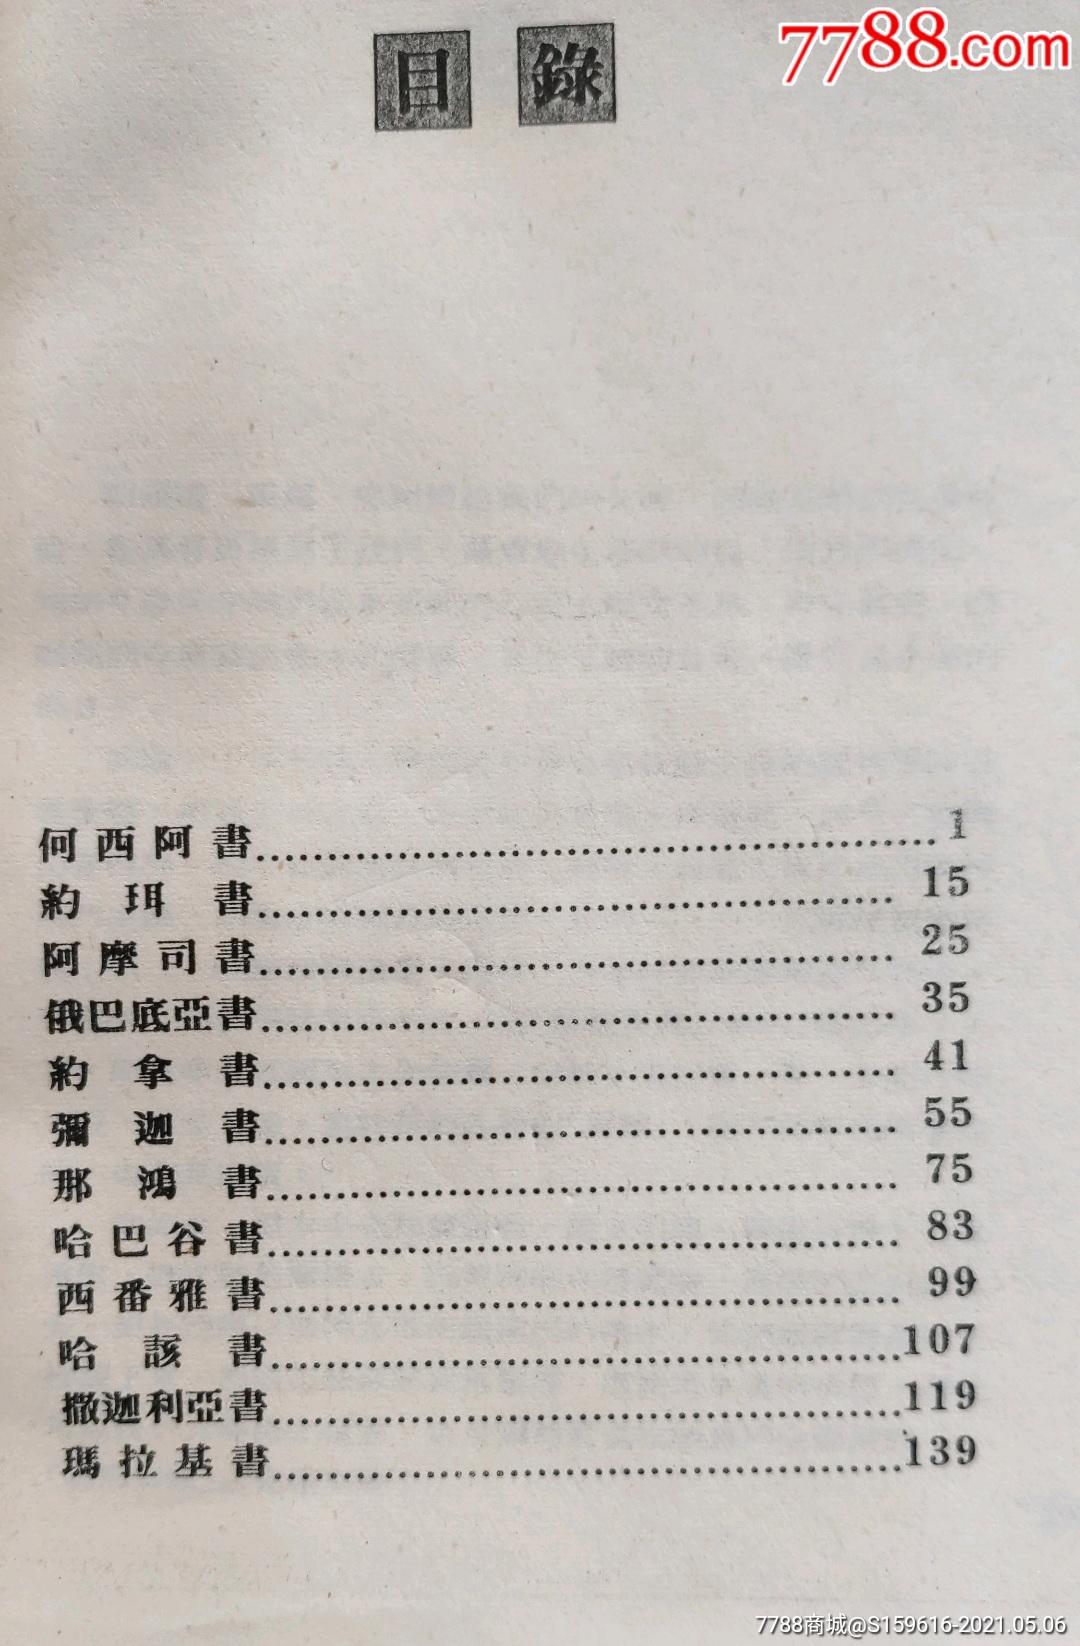 7788.com
目錄
何西阿書……1
約珥書……15
阿摩司書……25
俄巴底亞書……35
約拿書……41
彌迦書……55
那鴻書……75
哈巴谷書……83
西番雅書……99
哈該書……107
撒迦利亞書……119
瑪拉基書……139
7788商城@S159616-2021.05.06